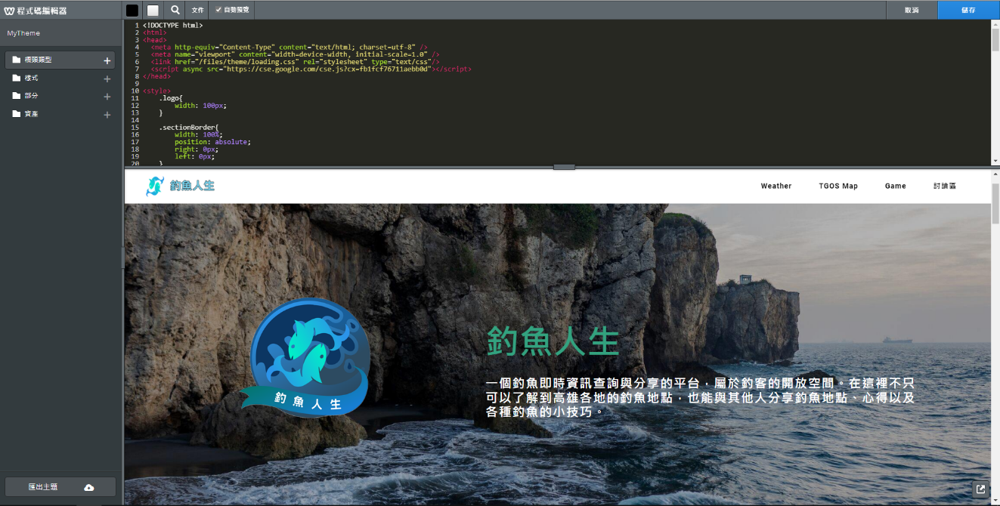 程式碼編輯器
文件
自動預覽
取消
儲存
MyTheme
標頭類型
樣式
部分
資產
匯出主題
1 <!DOCTYPE html>
2 <html>
3 <head>
4 <meta http-equiv="Content-Type" content="text/html; charset=utf-8" />
5 <meta name="viewport" content="width=device-width, initial-scale=1.0" />
6 <link href="/files/theme/loading.css" rel="stylesheet" type="text/css"/>
7 <script async src="https://cse.google.com/cse.js?cx=fb1fcf76711aebb0d"></script>
8 </head>
9
10 <style>
11 .logo{
12 width: 100px;
13 }
14
15 .sectionBorder{
16 width: 100%;
17 position: absolute;
18 right: 0px;
19 left: 0px;
20 }
釣魚人生
Weather
TGOS Map
Game
討論區
釣魚人生
釣魚人生
一個釣魚即時資訊查詢與分享的平台，屬於釣客的開放空間。在這裡不只
可以了解到高雄各地的釣魚地點，也能與其他人分享釣魚地點、心得以及
各種釣魚的小技巧。